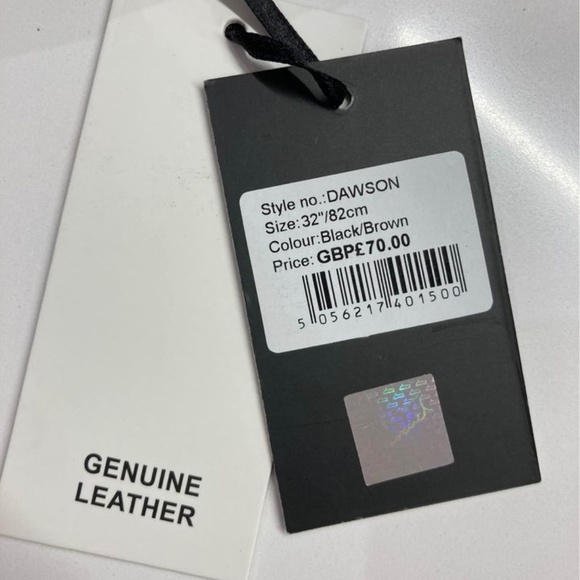 Style no.:DAWSON
Size:32"/82cm
Colour:Black/Brown
Price: GBP£70.00
5 056217 401500
GENUINE
LEATHER